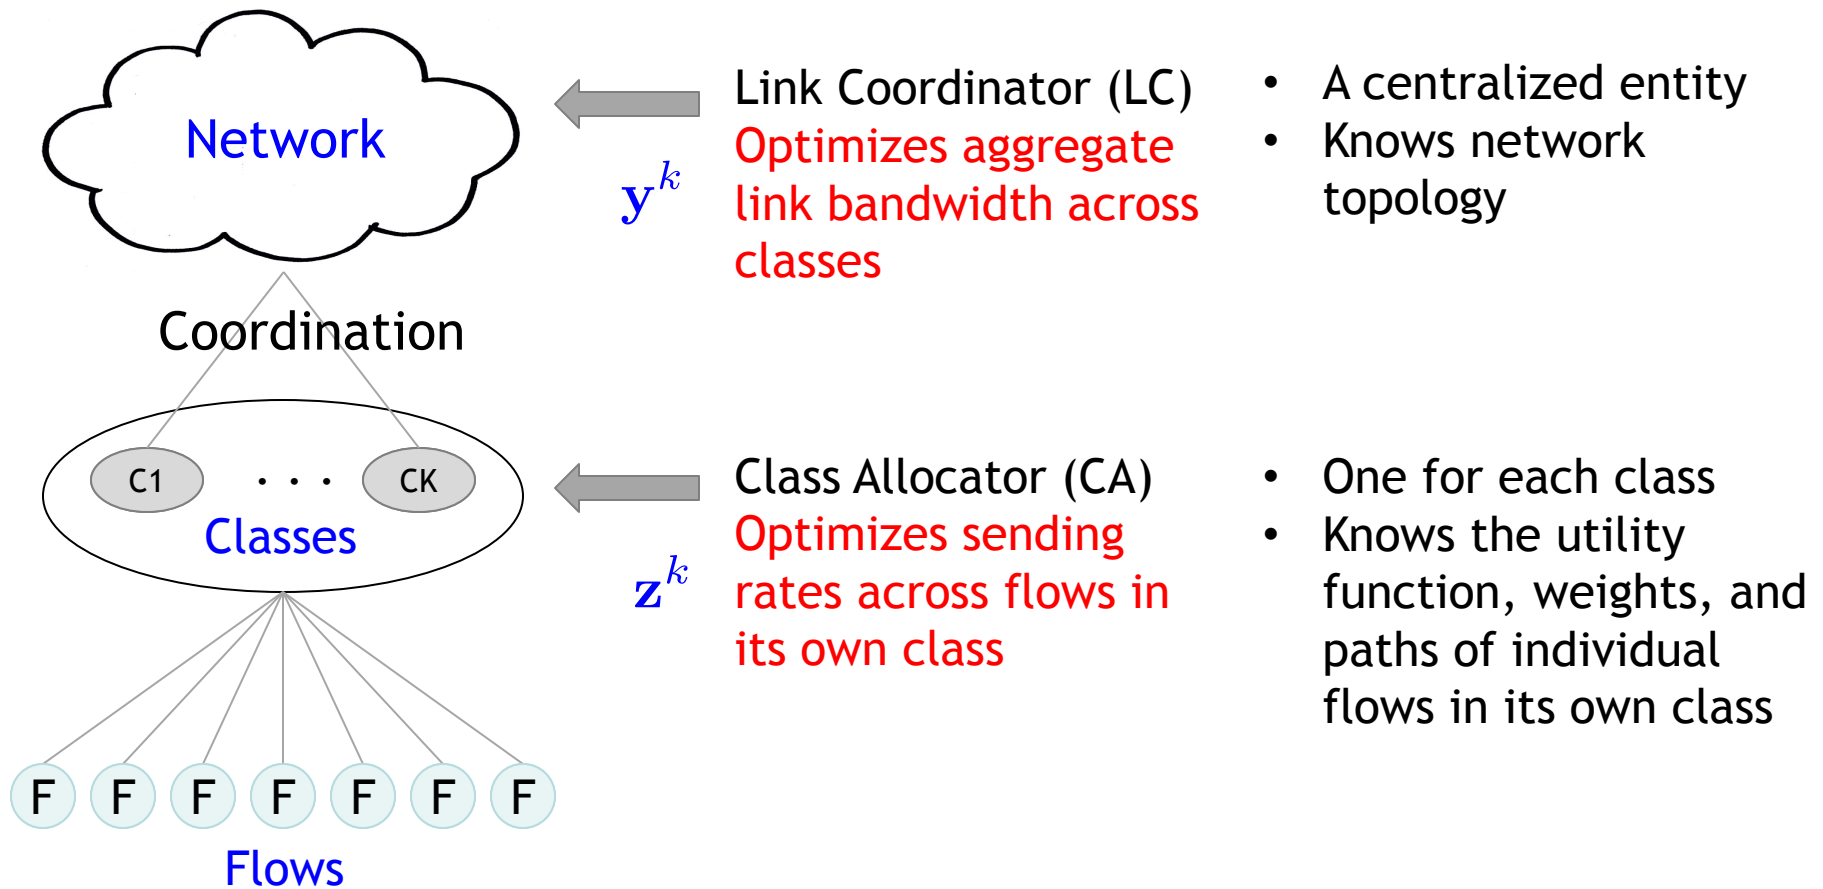 Network
Link Coordinator (LC)
Optimizes aggregate
link bandwidth across
classes
𝐲^k
• A centralized entity
• Knows network
topology
Coordination
C1 . . . CK
Classes
Class Allocator (CA)
Optimizes sending
rates across flows in
its own class
𝐳^k
• One for each class
• Knows the utility
function, weights, and
paths of individual
flows in its own class
F F F F F F F
Flows